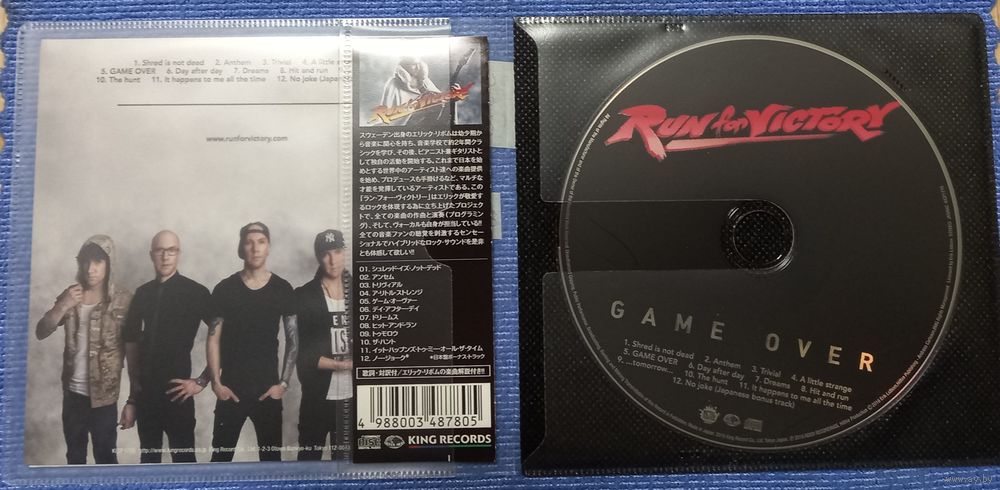 1. Shred is not dead 2. Anthem 3. Trivial 4. A little
5. GAME OVER 6. Day after day 7. Dreams 8. Hit and run
10. The hunt 11. It happens to me all the time 12. No joke (Japanese
www.runforvictory.com
RUN for VICTORY
スウェーデン出身のエリック・リボムは幼少期か
ら音楽に関心を持ち、音楽学校で約2年間クラ
シックを学び、その後、ピアニスト兼ギタリストとし
て独自の活動を開始する。これまで日本を始
めとする世界中のアーティスト達への楽曲提供
を始め、プロデュースも手掛けるなど、マルチな
才能を発揮しているアーティストである。この
「ラン・フォー・ヴィクトリー」はエリックが敬愛す
るロックを体現する為に立ち上げたプロジェク
トで、全ての楽曲の作曲と演奏(プログラミン
グ)、そして、ヴォーカルも自身が担当している!!
全ての音楽ファンの聴覚を刺激するセンセー
ショナルでハイブリッドなロック・サウンドを是非
とも体感して欲しい!!
01. シュレッド・イズ・ノット・デッド
02. アンセム
03. トリヴィアル
04. ア・リトル・ストレンジ
05. ゲーム・オーヴァー
06. デイ・アフター・デイ
07. ドリームス
08. ヒット・アンド・ラン
09. トゥモロウ
10. ザ・ハント
11. イット・ハップンズ・トゥ・ミー・オール・ザ・タイム
12. ノー・ジョーク* *日本盤ボーナストラック
歌詞・対訳付/エリック・リボムの楽曲解説付き!!
4 988003 487805
KING RECORDS
http://www.kingrecords.co.jp King Record Co., Ltd. 1-2-3 Otowa Bunkyo-ku Tokyo 112-00
RUN for VICTORY
GAME OVER
1. Shred is not dead 2. Anthem 3. Trivial 4. A little strange
5. GAME OVER 6. Day after day 7. Dreams 8. Hit and run
9. ...tomorrow... 10. The hunt 11. It happens to me all the time
12. No joke (Japanese bonus track)
www.ay.by